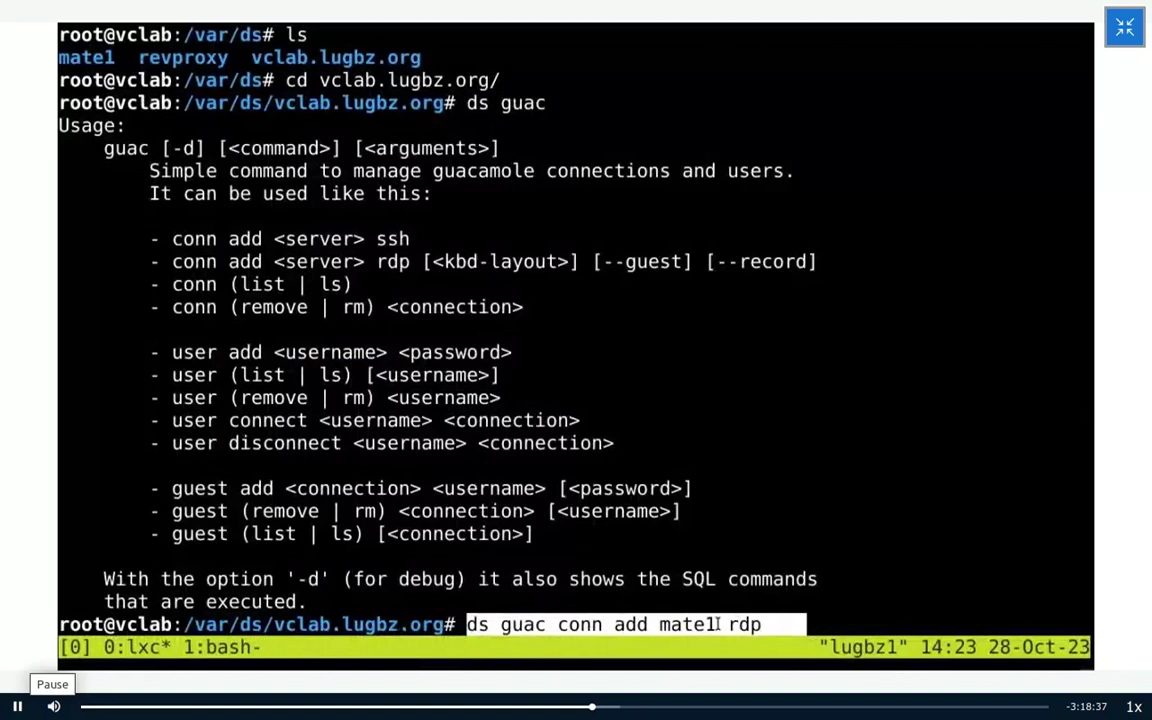 root@vclab:/var/ds# ls
mate1  revproxy  vclab.lugbz.org
root@vclab:/var/ds# cd vclab.lugbz.org/
root@vclab:/var/ds/vclab.lugbz.org# ds guac
Usage:
    guac [-d] [<command>] [<arguments>]
        Simple command to manage guacamole connections and users.
        It can be used like this:

        - conn add <server> ssh
        - conn add <server> rdp [<kbd-layout>] [--guest] [--record]
        - conn (list | ls)
        - conn (remove | rm) <connection>

        - user add <username> <password>
        - user (list | ls) [<username>]
        - user (remove | rm) <username>
        - user connect <username> <connection>
        - user disconnect <username> <connection>

        - guest add <connection> <username> [<password>]
        - guest (remove | rm) <connection> [<username>]
        - guest (list | ls) [<connection>]

    With the option '-d' (for debug) it also shows the SQL commands
    that are executed.
root@vclab:/var/ds/vclab.lugbz.org# ds guac conn add mate1 rdp
[0] 0:lxc* 1:bash- "lugbz1" 14:23 28-Oct-23
Pause
-3:18:37 1x